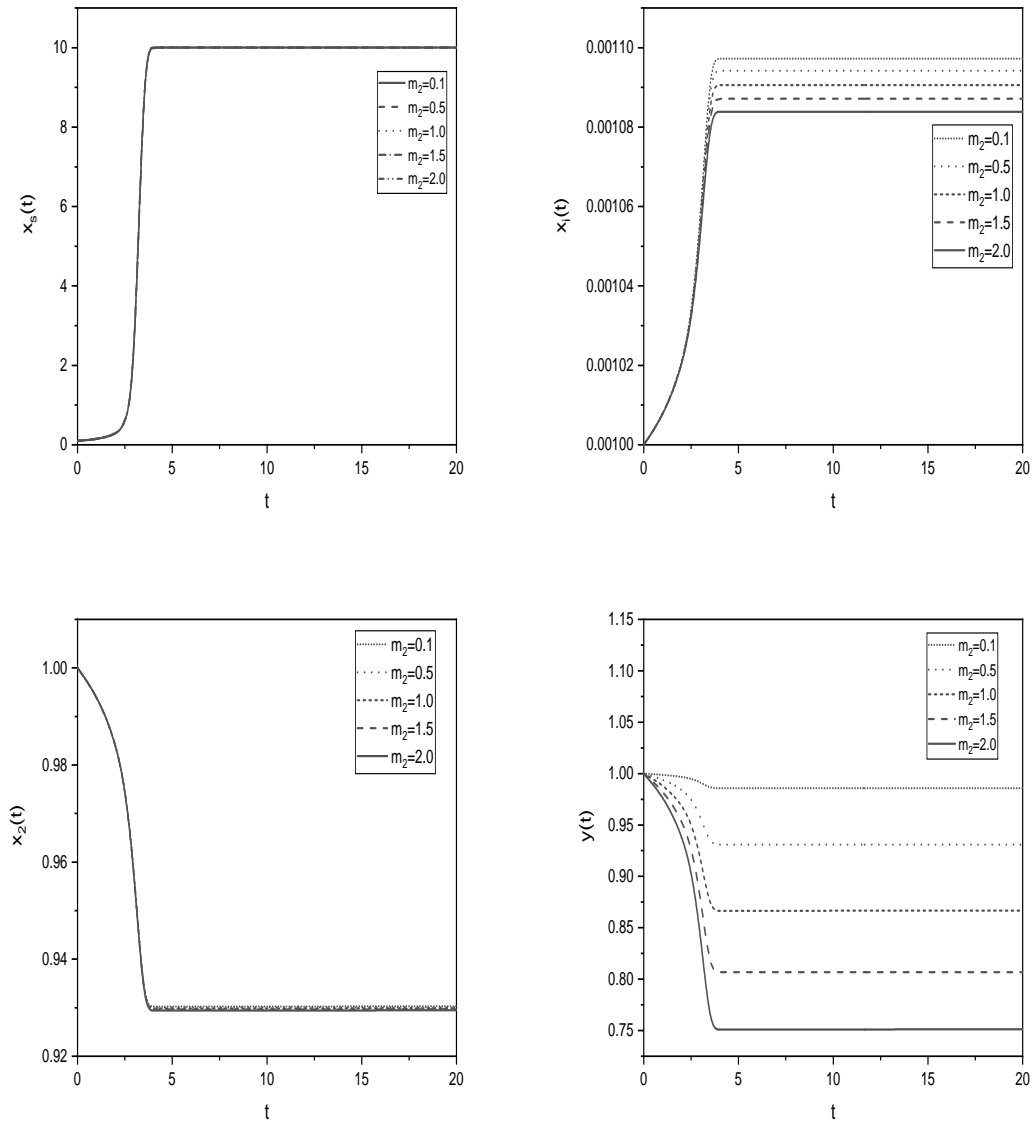 10
8
6
4
2
0
x_s(t)
m_2=0.1
m_2=0.5
m_2=1.0
m_2=1.5
m_2=2.0
0 5 10 15 20
t
0.00110
0.00108
0.00106
0.00104
0.00102
0.00100
x_i(t)
m_2=0.1
m_2=0.5
m_2=1.0
m_2=1.5
m_2=2.0
0 5 10 15 20
t
1.00
0.98
0.96
0.94
0.92
x_2(t)
m_2=0.1
m_2=0.5
m_2=1.0
m_2=1.5
m_2=2.0
0 5 10 15 20
t
1.15
1.10
1.05
1.00
0.95
0.90
0.85
0.80
0.75
y(t)
m_2=0.1
m_2=0.5
m_2=1.0
m_2=1.5
m_2=2.0
0 5 10 15 20
t